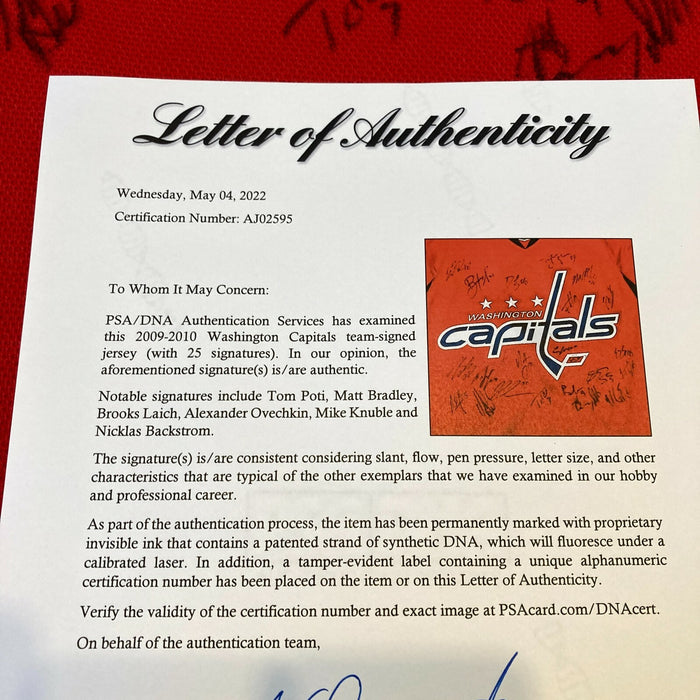 Letter of Authenticity
Wednesday, May 04, 2022
Certification Number: AJ02595
To Whom It May Concern:
PSA/DNA Authentication Services has examined
this 2009-2010 Washington Capitals team-signed
jersey (with 25 signatures). In our opinion, the
aforementioned signature(s) is/are authentic.
Notable signatures include Tom Poti, Matt Bradley,
Brooks Laich, Alexander Ovechkin, Mike Knuble and
Nicklas Backstrom.
WASHINGTON
capitals
The signature(s) is/are consistent considering slant, flow, pen pressure, letter size, and other
characteristics that are typical of the other exemplars that we have examined in our hobby
and professional career.
As part of the authentication process, the item has been permanently marked with proprietary
invisible ink that contains a patented strand of synthetic DNA, which will fluoresce under a
calibrated laser. In addition, a tamper-evident label containing a unique alphanumeric
certification number has been placed on the item or on this Letter of Authenticity.
Verify the validity of the certification number and exact image at PSAcard.com/DNAcert.
On behalf of the authentication team,